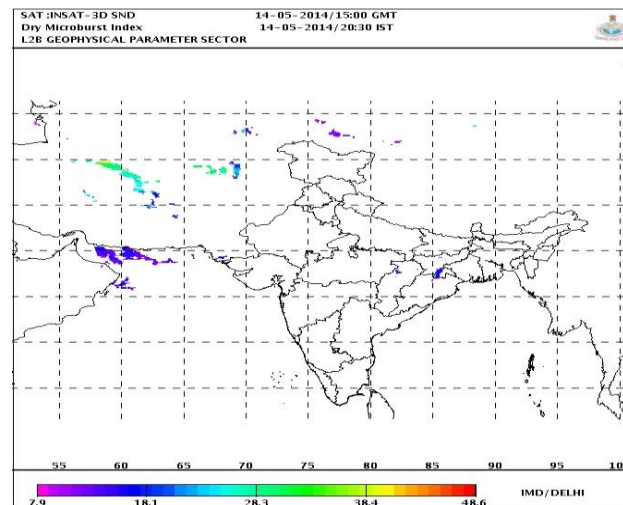 SAT :INSAT-3D SND 14-05-2014/15:00 GMT
Dry Microburst Index 14-05-2014/20:30 IST
L2B GEOPHYSICAL PARAMETER SECTOR
55 60 65 70 75 80 85 90 95 10
7.9 18.1 28.3 38.4 48.6 IMD/DELHI